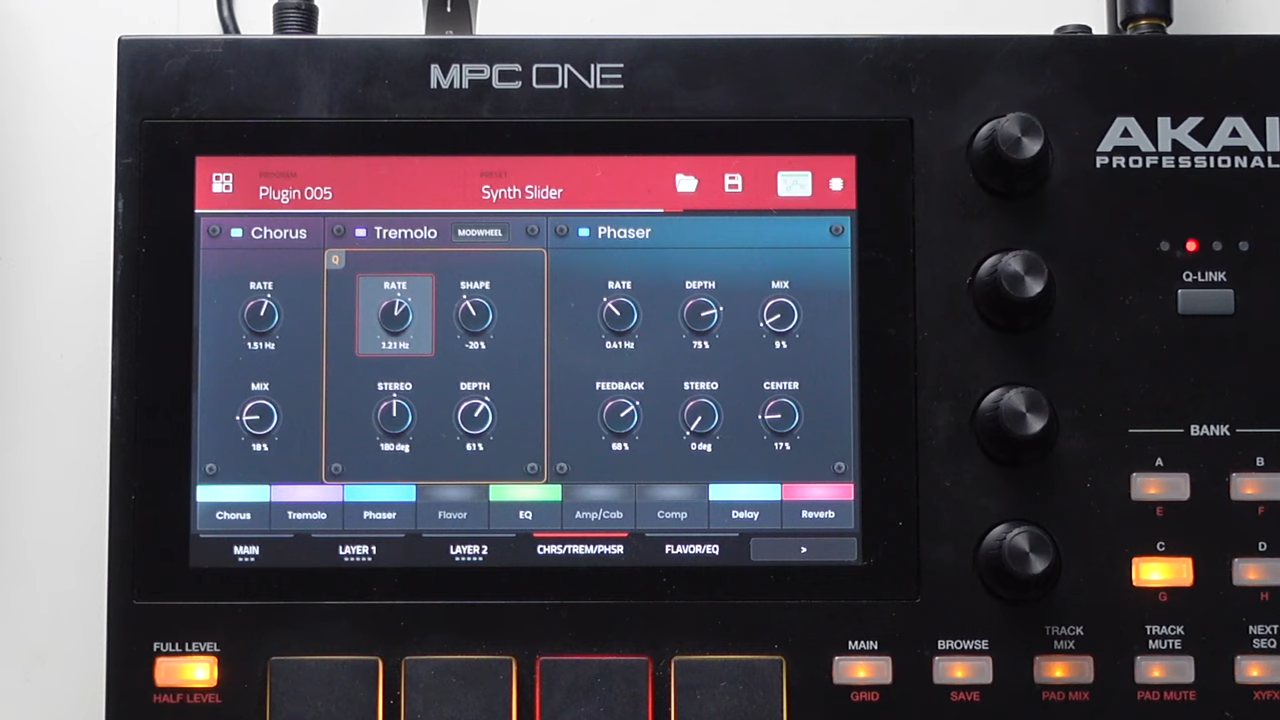 MPC ONE
AKAI
PROFESSIONAL
PROGRAM
Plugin 005
PRESET
Synth Slider
Chorus
Tremolo
MODWHEEL
Phaser
Q
RATE
1.51 Hz
RATE
1.21 Hz
SHAPE
-20 %
RATE
0.41 Hz
DEPTH
75 %
MIX
9 %
MIX
18 %
STEREO
180 deg
DEPTH
61 %
FEEDBACK
68 %
STEREO
0 deg
CENTER
17 %
Chorus
Tremolo
Phaser
Flavor
EQ
Amp/Cab
Comp
Delay
Reverb
MAIN
LAYER 1
LAYER 2
CHRS/TREM/PHSR
FLAVOR/EQ
>
Q-LINK
BANK
A
B
E
F
C
D
G
H
FULL LEVEL
HALF LEVEL
MAIN
GRID
BROWSE
SAVE
TRACK
MIX
PAD MIX
TRACK
MUTE
PAD MUTE
NEXT
SEQ
XYFX